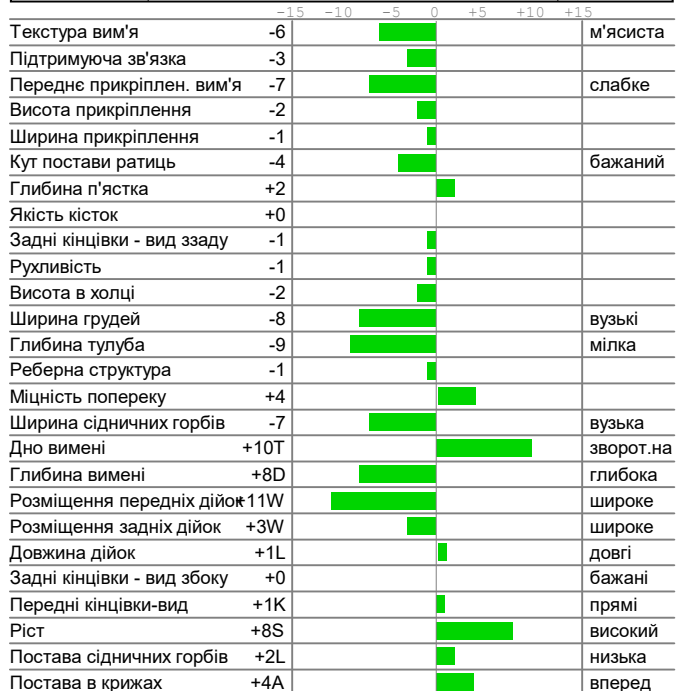 -15 -10 -5 0 +5 +10 +15
Текстура вим'я -6 м'ясиста
Підтримуюча зв'язка -3
Переднє прикріплен. вим'я -7 слабке
Висота прикріплення -2
Ширина прикріплення -1
Кут постави ратиць -4 бажаний
Глибина п'ястка +2
Якість кісток +0
Задні кінцівки - вид ззаду -1
Рухливість -1
Висота в холці -2
Ширина грудей -8 вузькі
Глибина тулуба -9 мілка
Реберна структура -1
Міцність попереку +4
Ширина сідничних горбів -7 вузька
Дно вимені +10T зворот.на
Глибина вимені +8D глибока
Розміщення передніх дійок +11W широке
Розміщення задніх дійок +3W широке
Довжина дійок +1L довгі
Задні кінцівки - вид збоку +0 бажані
Передні кінцівки-вид +1K прямі
Ріст +8S високий
Постава сідничних горбів +2L низька
Постава в крижах +4A вперед